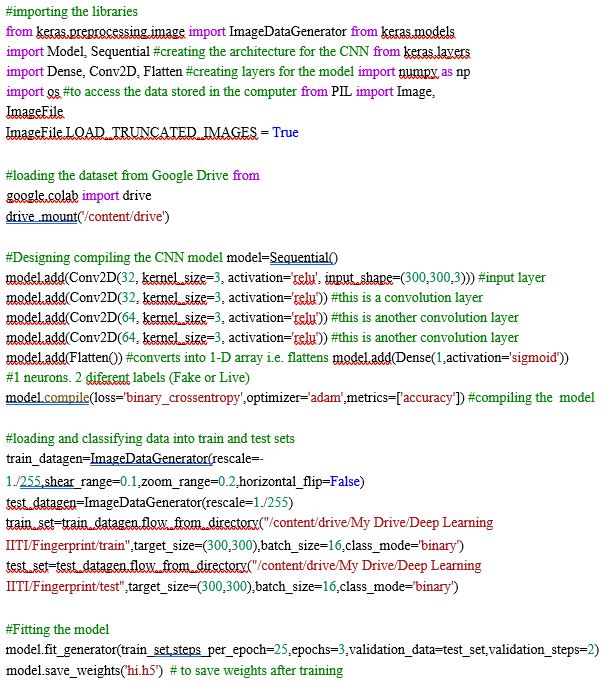 #importing the libraries
from keras.preprocessing.image import ImageDataGenerator from keras.models
import Model, Sequential #creating the architecture for the CNN from keras.layers
import Dense, Conv2D, Flatten #creating layers for the model import numpy as np
import os #to access the data stored in the computer from PIL import Image,
ImageFile
ImageFile.LOAD_TRUNCATED_IMAGES = True
#loading the dataset from Google Drive from
google.colab import drive
drive .mount('/content/drive')
#Designing compiling the CNN model model=Sequential()
model.add(Conv2D(32, kernel_size=3, activation='relu', input_shape=(300,300,3))) #input layer
model.add(Conv2D(32, kernel_size=3, activation='relu')) #this is a convolution layer
model.add(Conv2D(64, kernel_size=3, activation='relu')) #this is another convolution layer
model.add(Conv2D(64, kernel_size=3, activation='relu')) #this is another convolution layer
model.add(Flatten()) #converts into 1-D array i.e. flattens model.add(Dense(1,activation='sigmoid'))
#1 neurons. 2 diferent labels (Fake or Live)
model.compile(loss='binary_crossentropy',optimizer='adam',metrics=['accuracy']) #compiling the model
#loading and classifying data into train and test sets
train_datagen=ImageDataGenerator(rescale=-
1./255,shear_range=0.1,zoom_range=0.2,horizontal_flip=False)
test_datagen=ImageDataGenerator(rescale=1./255)
train_set=train_datagen.flow_from_directory("/content/drive/My Drive/Deep Learning
IITI/Fingerprint/train",target_size=(300,300),batch_size=16,class_mode='binary')
test_set=test_datagen.flow_from_directory("/content/drive/My Drive/Deep Learning
IITI/Fingerprint/test",target_size=(300,300),batch_size=16,class_mode='binary')
#Fitting the model
model.fit_generator(train_set,steps_per_epoch=25,epochs=3,validation_data=test_set,validation_steps=2)
model.save_weights('hi.h5') # to save weights after training